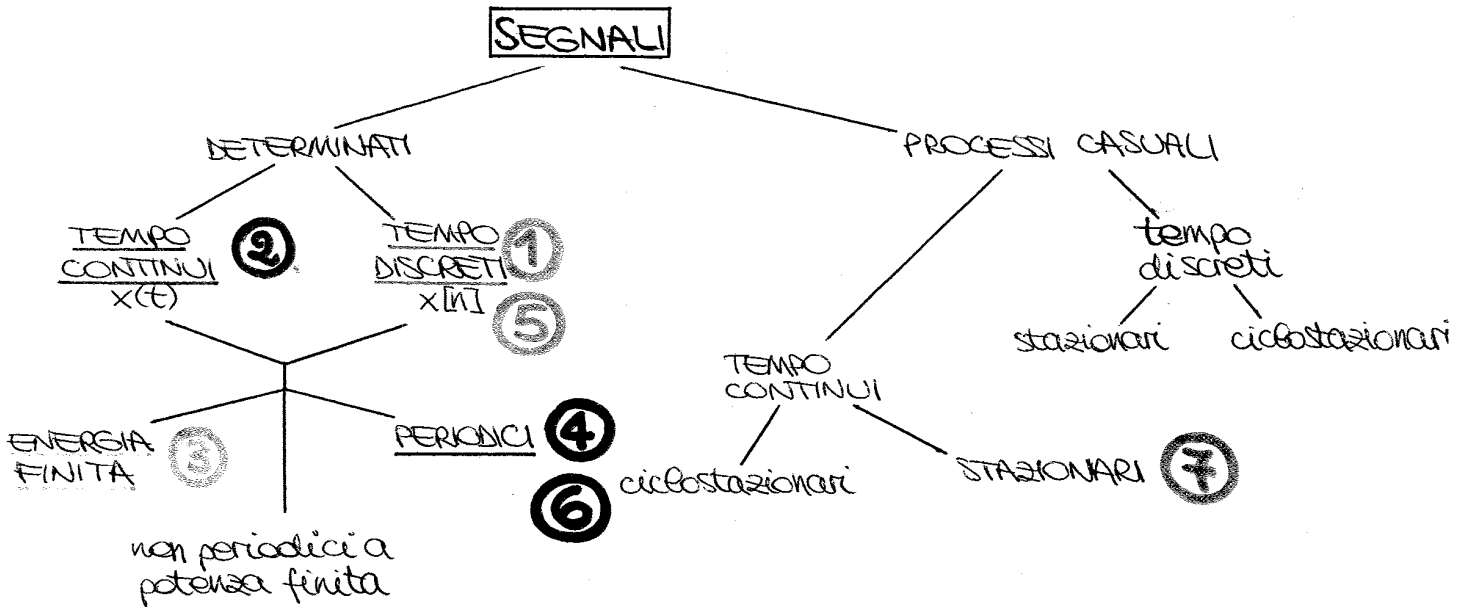 SEGNALI
DETERMINATI
PROCESSI CASUALI
TEMPO
CONTINUI
x(t)
2
TEMPO
DISCRETI
x[n]
1
5
tempo
discreti
stazionari
ciclostazionari
TEMPO
CONTINUI
ENERGIA
FINITA
3
PERIODICI
4
6
ciclostazionari
STAZIONARI
7
non periodici a
potenza finita